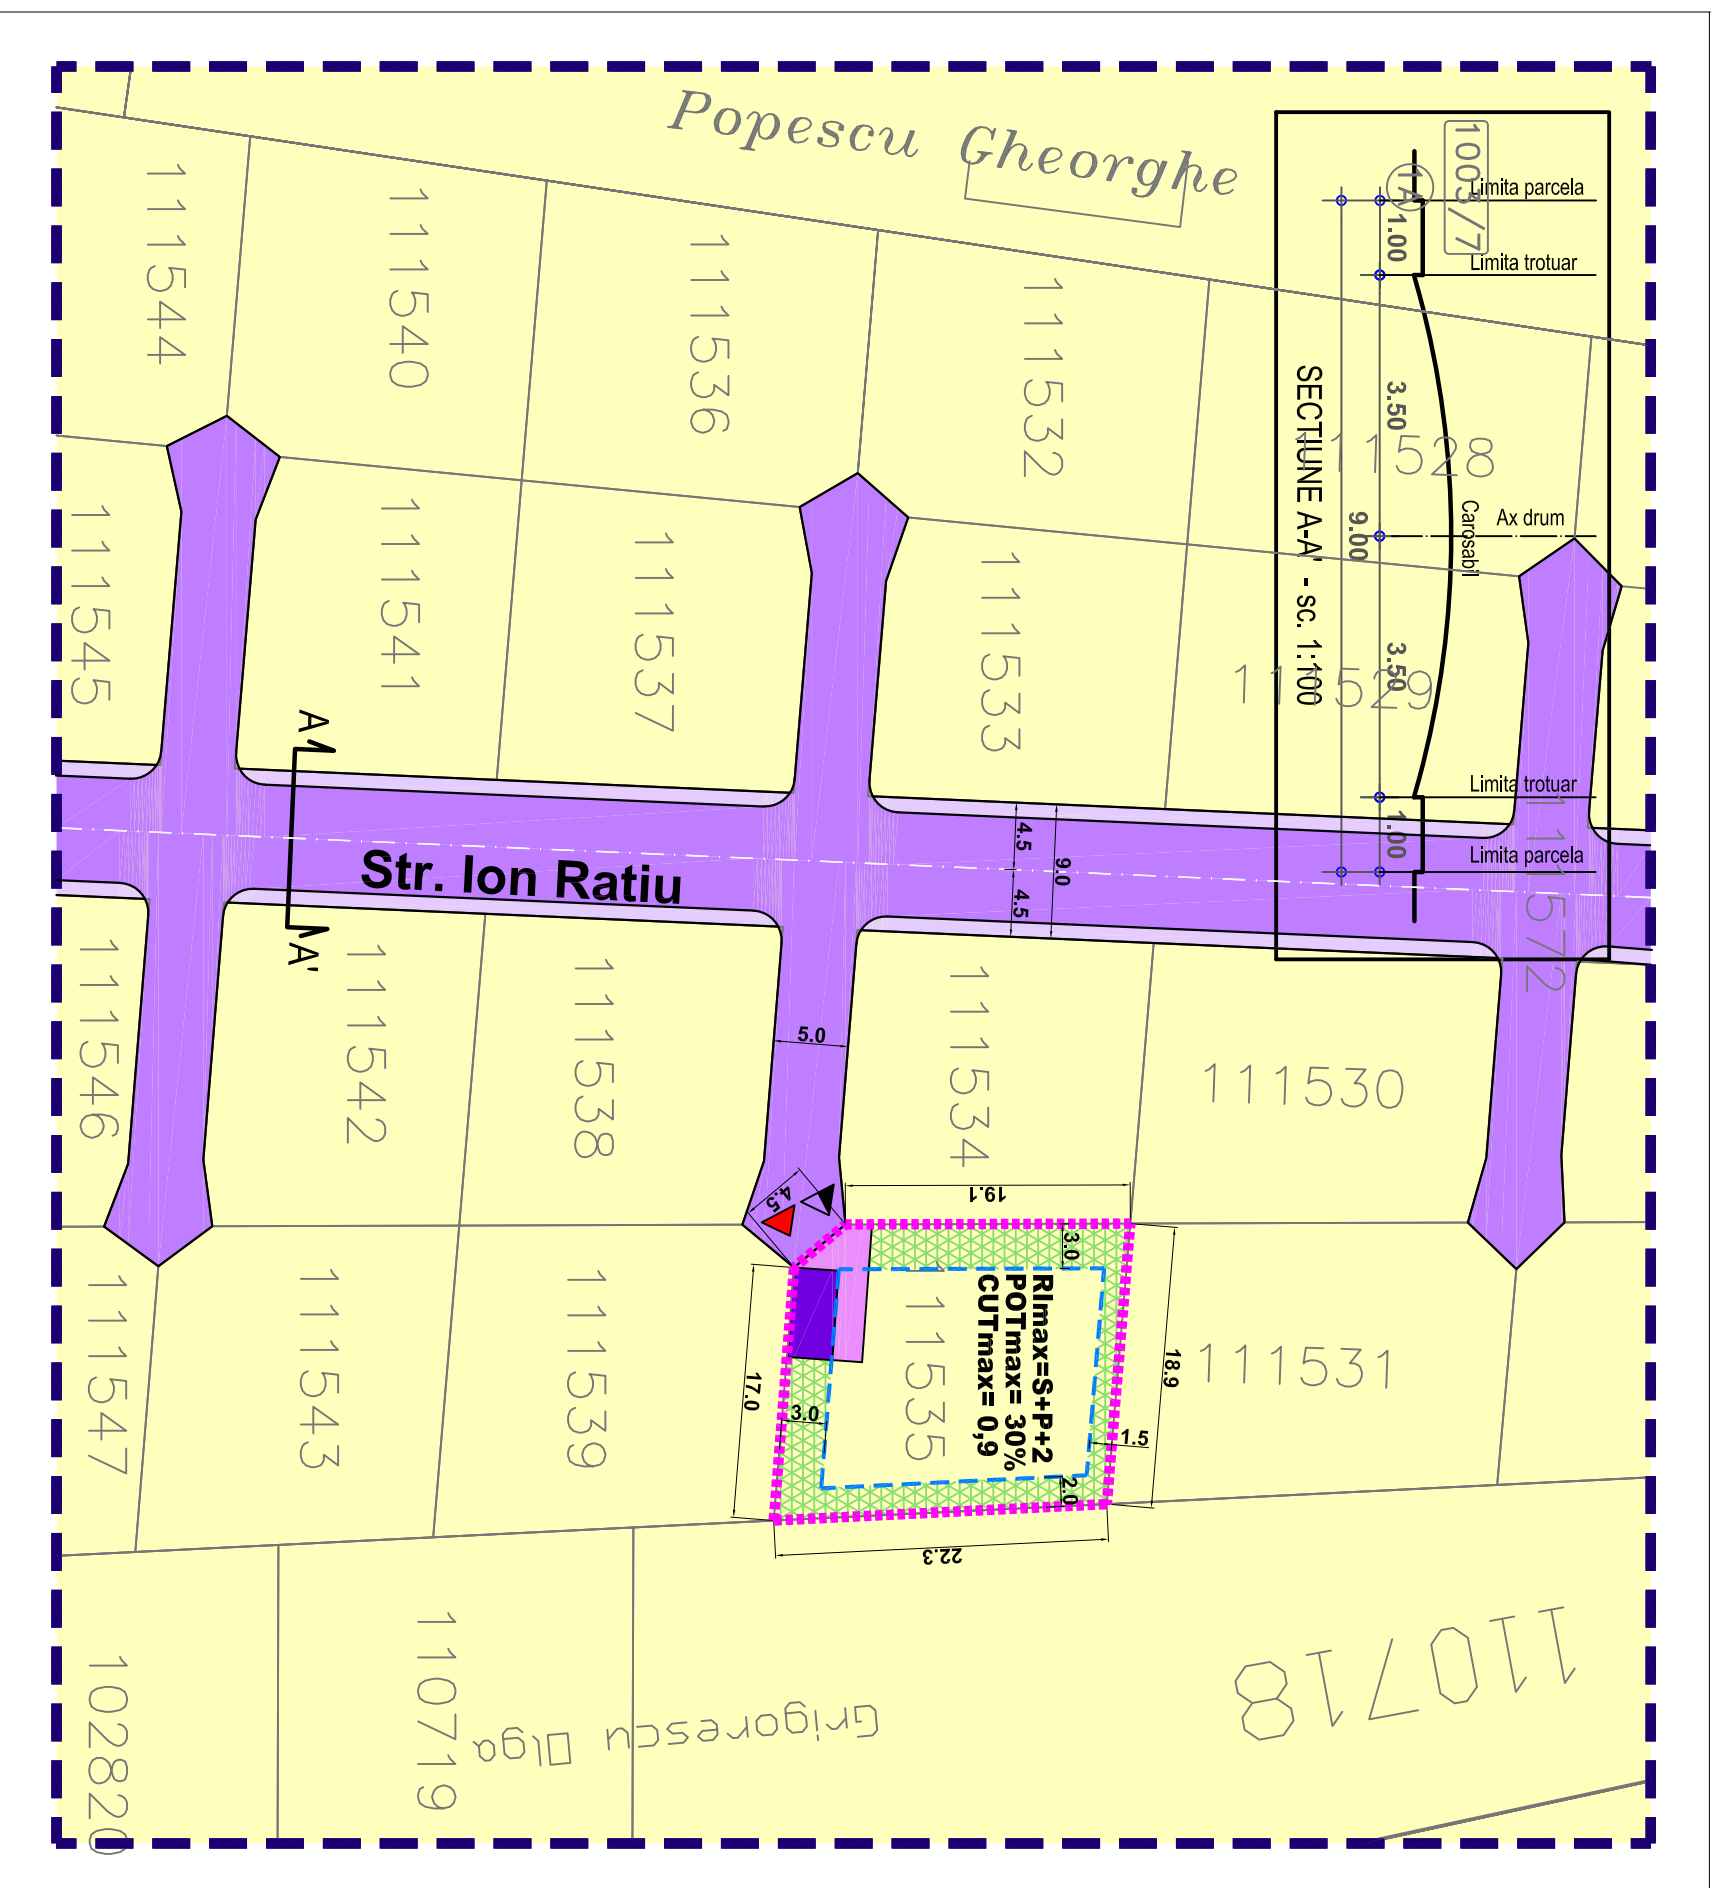 Popescu Gheorghe
1003/7
1A
Limita parcela
1.00
Limita trotuar
3.50
Ax drum
Carosabil
9.00
SECTIUNE A-A' - sc. 1:100
3.50
Limita trotuar
1.00
Limita parcela
111544
111540
111536
111532
111528
111545
111541
111537
111533
111529
A
A'
Str. Ion Ratiu
4.5
4.5
9.0
111572
111546
111542
111538
5.0
111534
111530
4.5
19.1
3.0
111547
111543
111539
17.0
3.0
111535
RImax=S+P+2
POTmax= 30%
CUTmax= 0,9
18.9
1.5
2.0
22.3
111531
102820
110719
Grigorescu Olga
110718